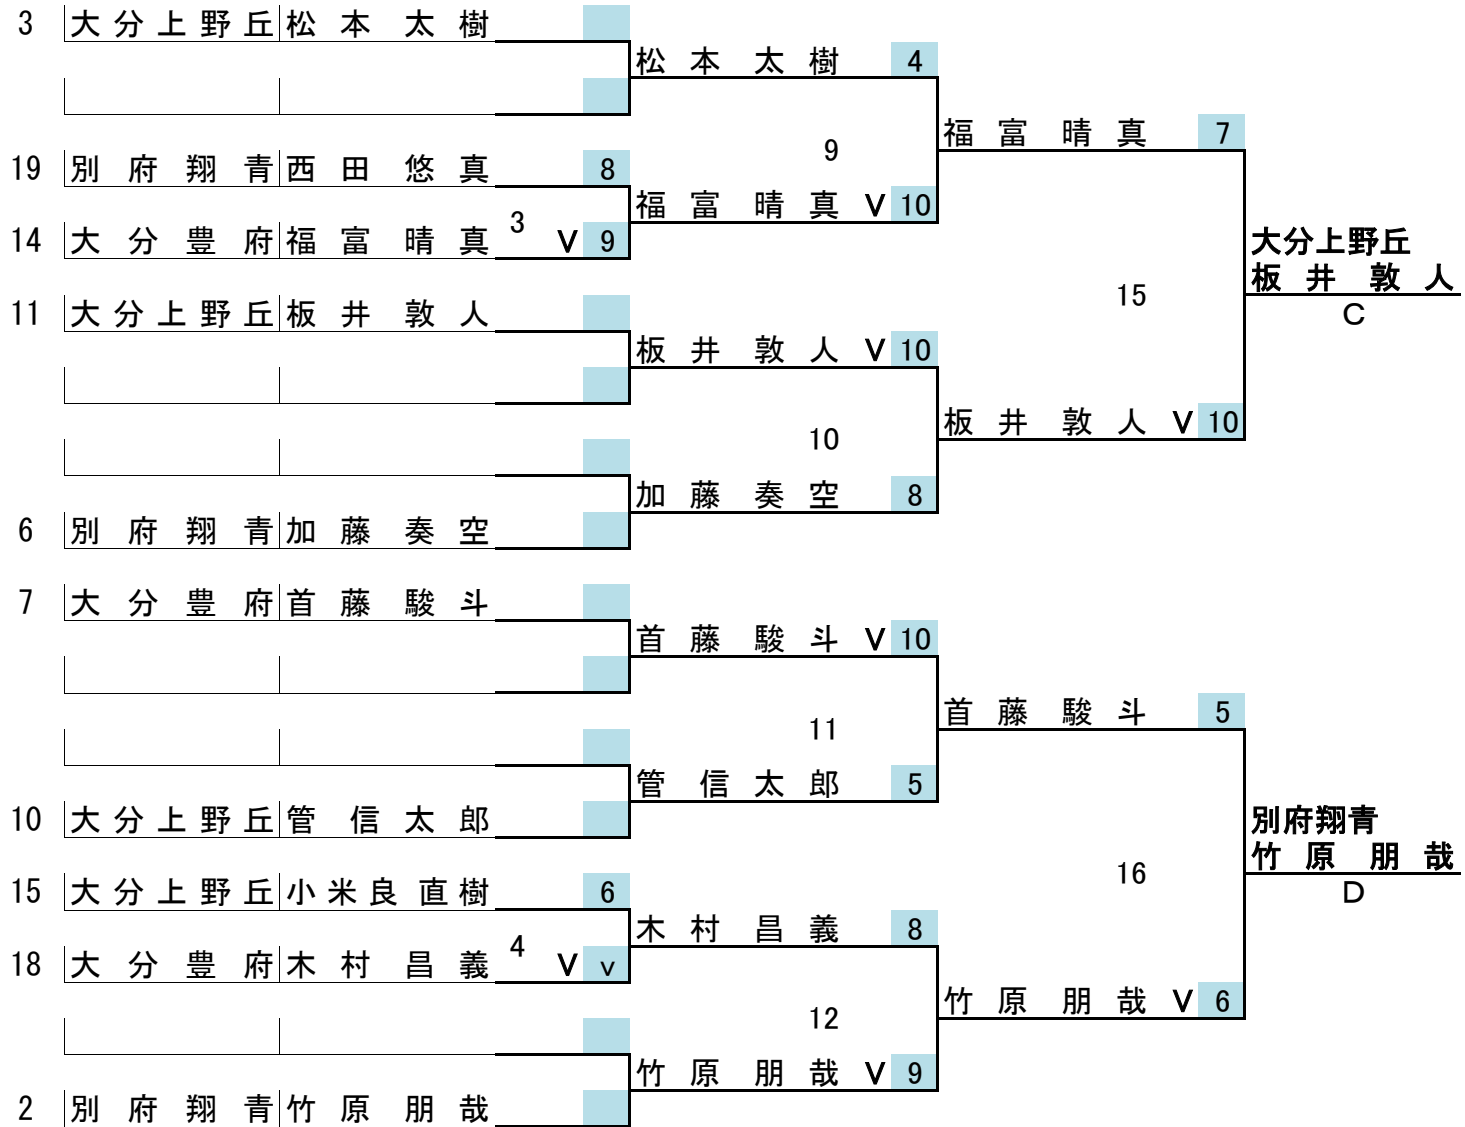 3 大分上野丘 松本 太樹
松本 太樹 4
福富 晴真 7
9
19 別府翔青 西田 悠真 8
福富 晴真 V 10
3
14 大分豊府 福富 晴真 V 9
大分上野丘
板井 敦人
C
15
11 大分上野丘 板井 敦人
板井 敦人 V 10
板井 敦人 V 10
10
加藤 奏空 8
6 別府翔青 加藤 奏空
7 大分豊府 首藤 駿斗
首藤 駿斗 V 10
首藤 駿斗 5
11
管 信太郎 5
10 大分上野丘 管 信太郎
別府翔青
竹原 朋哉
D
16
15 大分上野丘 小米良直樹 6
木村 昌義 8
4
18 大分豊府 木村 昌義 V v
竹原 朋哉 V 6
12
竹原 朋哉 V 9
2 別府翔青 竹原 朋哉